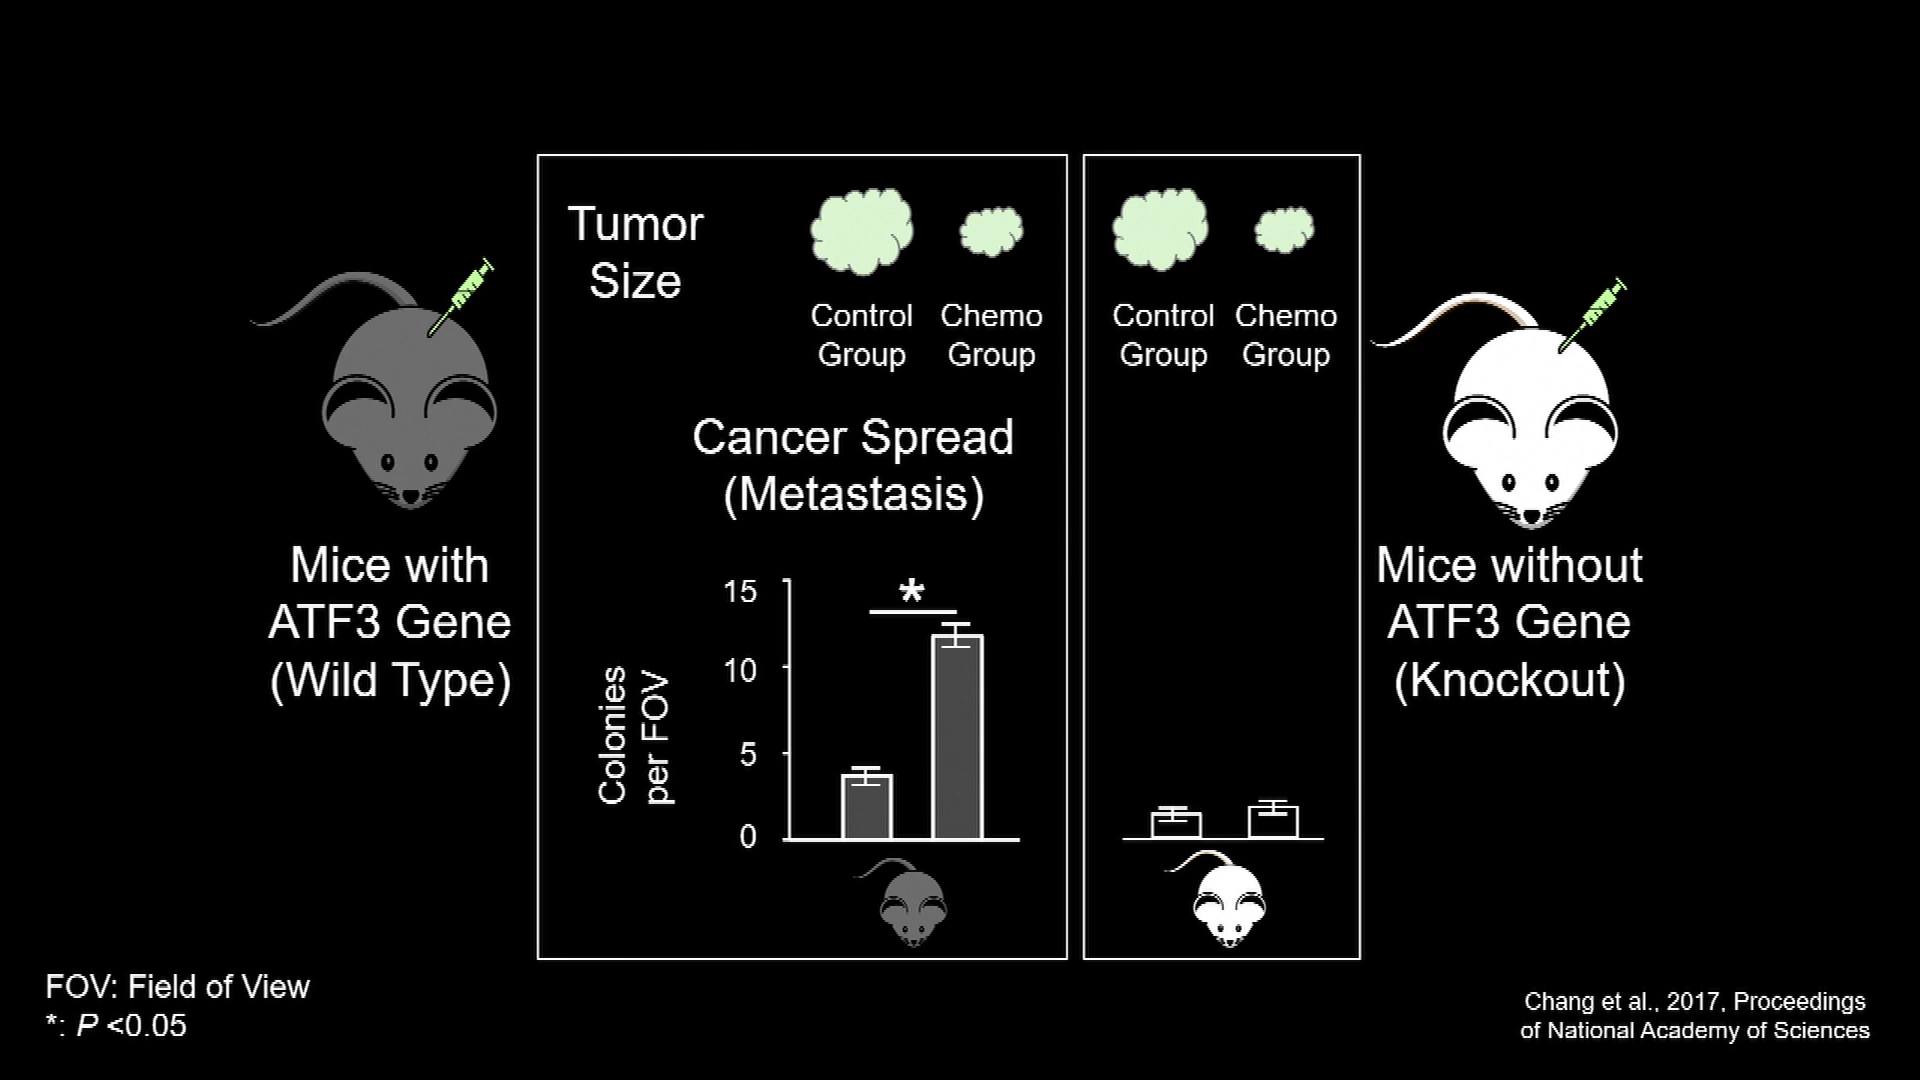 Tumor
Size
Control
Group
Chemo
Group
Control
Group
Chemo
Group
Cancer Spread
(Metastasis)
Mice with
ATF3 Gene
(Wild Type)
Colonies
per FOV
15
10
5
0
*
Mice without
ATF3 Gene
(Knockout)
FOV: Field of View
*: P <0.05
Chang et al., 2017, Proceedings
of National Academy of Sciences